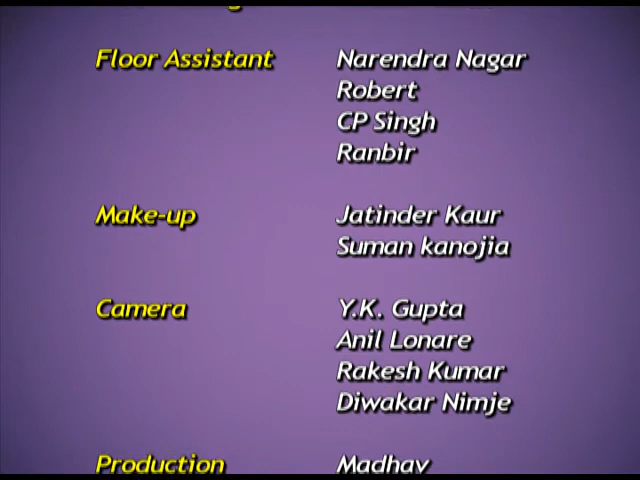 Floor Assistant Narendra Nagar
Robert
CP Singh
Ranbir
Make-up Jatinder Kaur
Suman kanojia
Camera Y.K. Gupta
Anil Lonare
Rakesh Kumar
Diwakar Nimje
Production Madhav